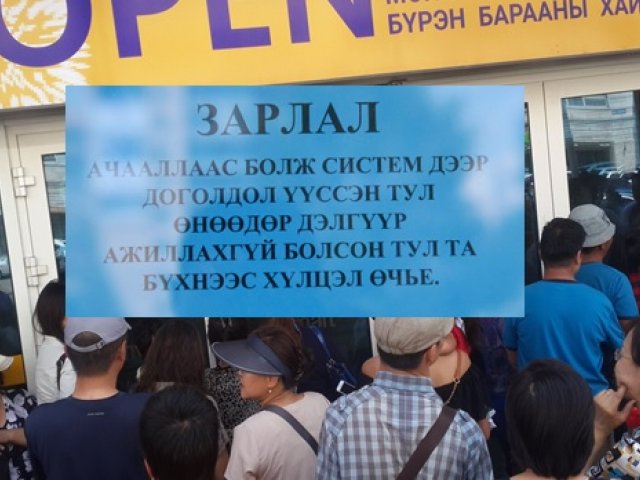 OPEN
БҮРЭН БАРААНЫ
ЗАРЛАЛ
АЧААЛЛААС БОЛЖ СИСТЕМ ДЭЭР
ДОГОЛДОЛ ҮҮССЭН ТУЛ
ӨНӨӨДӨР ДЭЛГҮҮР
АЖИЛЛАХГҮЙ БОЛСОН ТУЛ ТА
БҮХНЭЭС ХҮЛЦЭЛ ӨЧЬЕ.